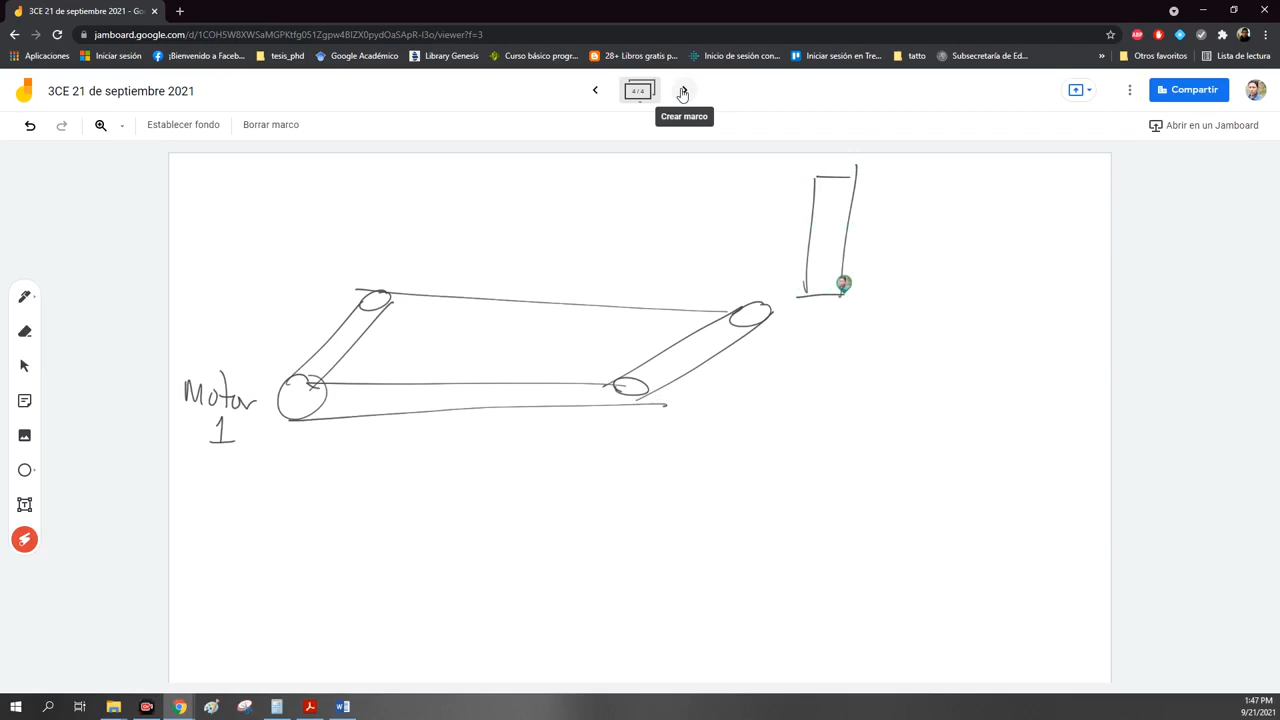 3CE 21 de septiembre 2021 - Go
jamboard.google.com/d/1COH5W8XWSaMGPKtfg051Zgpw4BIZX0pydOaSApR-I3o/viewer?f=3
Aplicaciones
Iniciar sesión
tesis_phd
Google Académico
Library Genesis
Curso básico progr...
28+ Libros gratis p...
Inicio de sesión con...
Iniciar sesión en Tre...
tatto
Subsecretaría de Ed...
»
Otros favoritos
Lista de lectura
3CE 21 de septiembre 2021
4 / 4
Compartir
Crear marco
Establecer fondo
Borrar marco
Abrir en un Jamboard
Motor
1
1:47 PM
9/21/2021